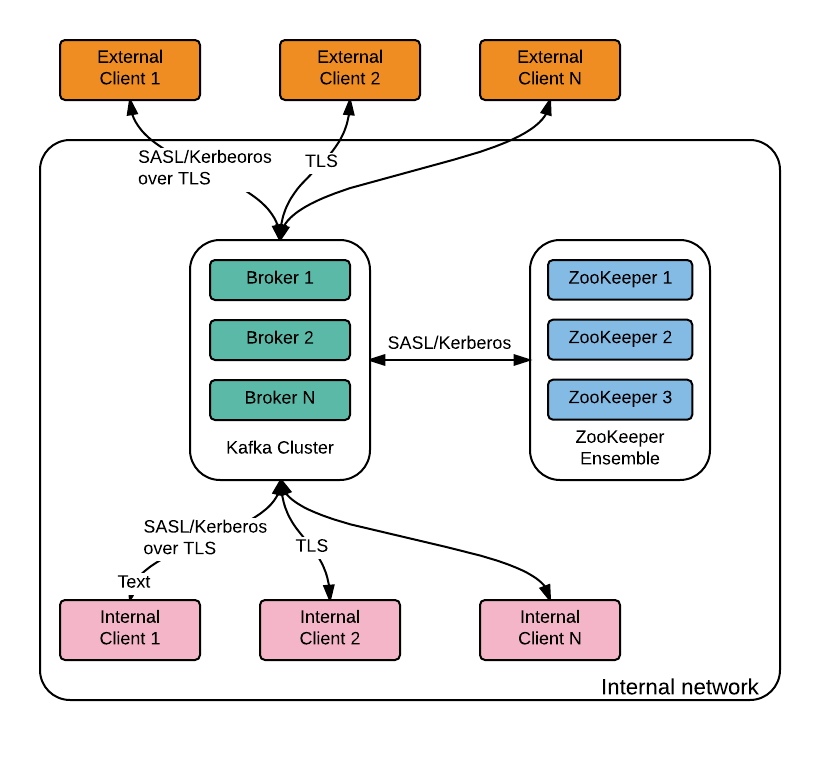 External
Client 1
External
Client 2
External
Client N
SASL/Kerbeoros
over TLS
TLS
Broker 1
Broker 2
Broker N
Kafka Cluster
SASL/Kerberos
ZooKeeper 1
ZooKeeper 2
ZooKeeper 3
ZooKeeper
Ensemble
SASL/Kerberos
over TLS
TLS
Text
Internal
Client 1
Internal
Client 2
Internal
Client N
Internal network